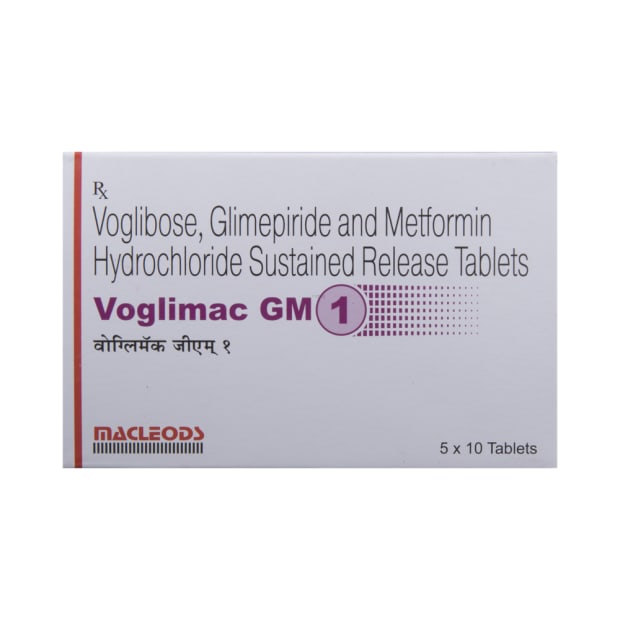 Rx
Voglibose, Glimepiride and Metformin
Hydrochloride Sustained Release Tablets
Voglimac GM 1
वोग्लिमॅक जीएम् १
MACLEODS
5 x 10 Tablets